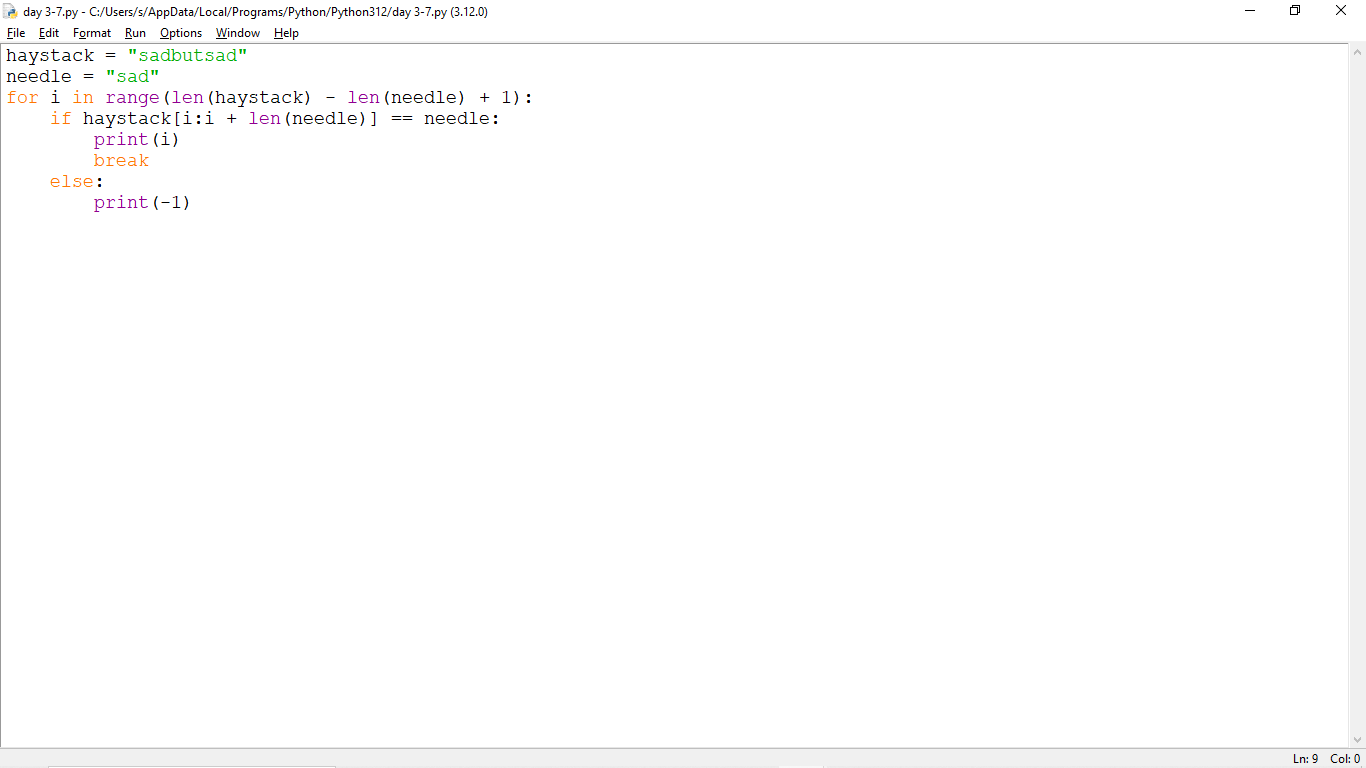 day 3-7.py - C:/Users/s/AppData/Local/Programs/Python/Python312/day 3-7.py (3.12.0)
File Edit Format Run Options Window Help
haystack = "sadbutsad"
needle = "sad"
for i in range(len(haystack) - len(needle) + 1):
    if haystack[i:i + len(needle)] == needle:
        print(i)
        break
    else:
        print(-1)
Ln: 9 Col: 0